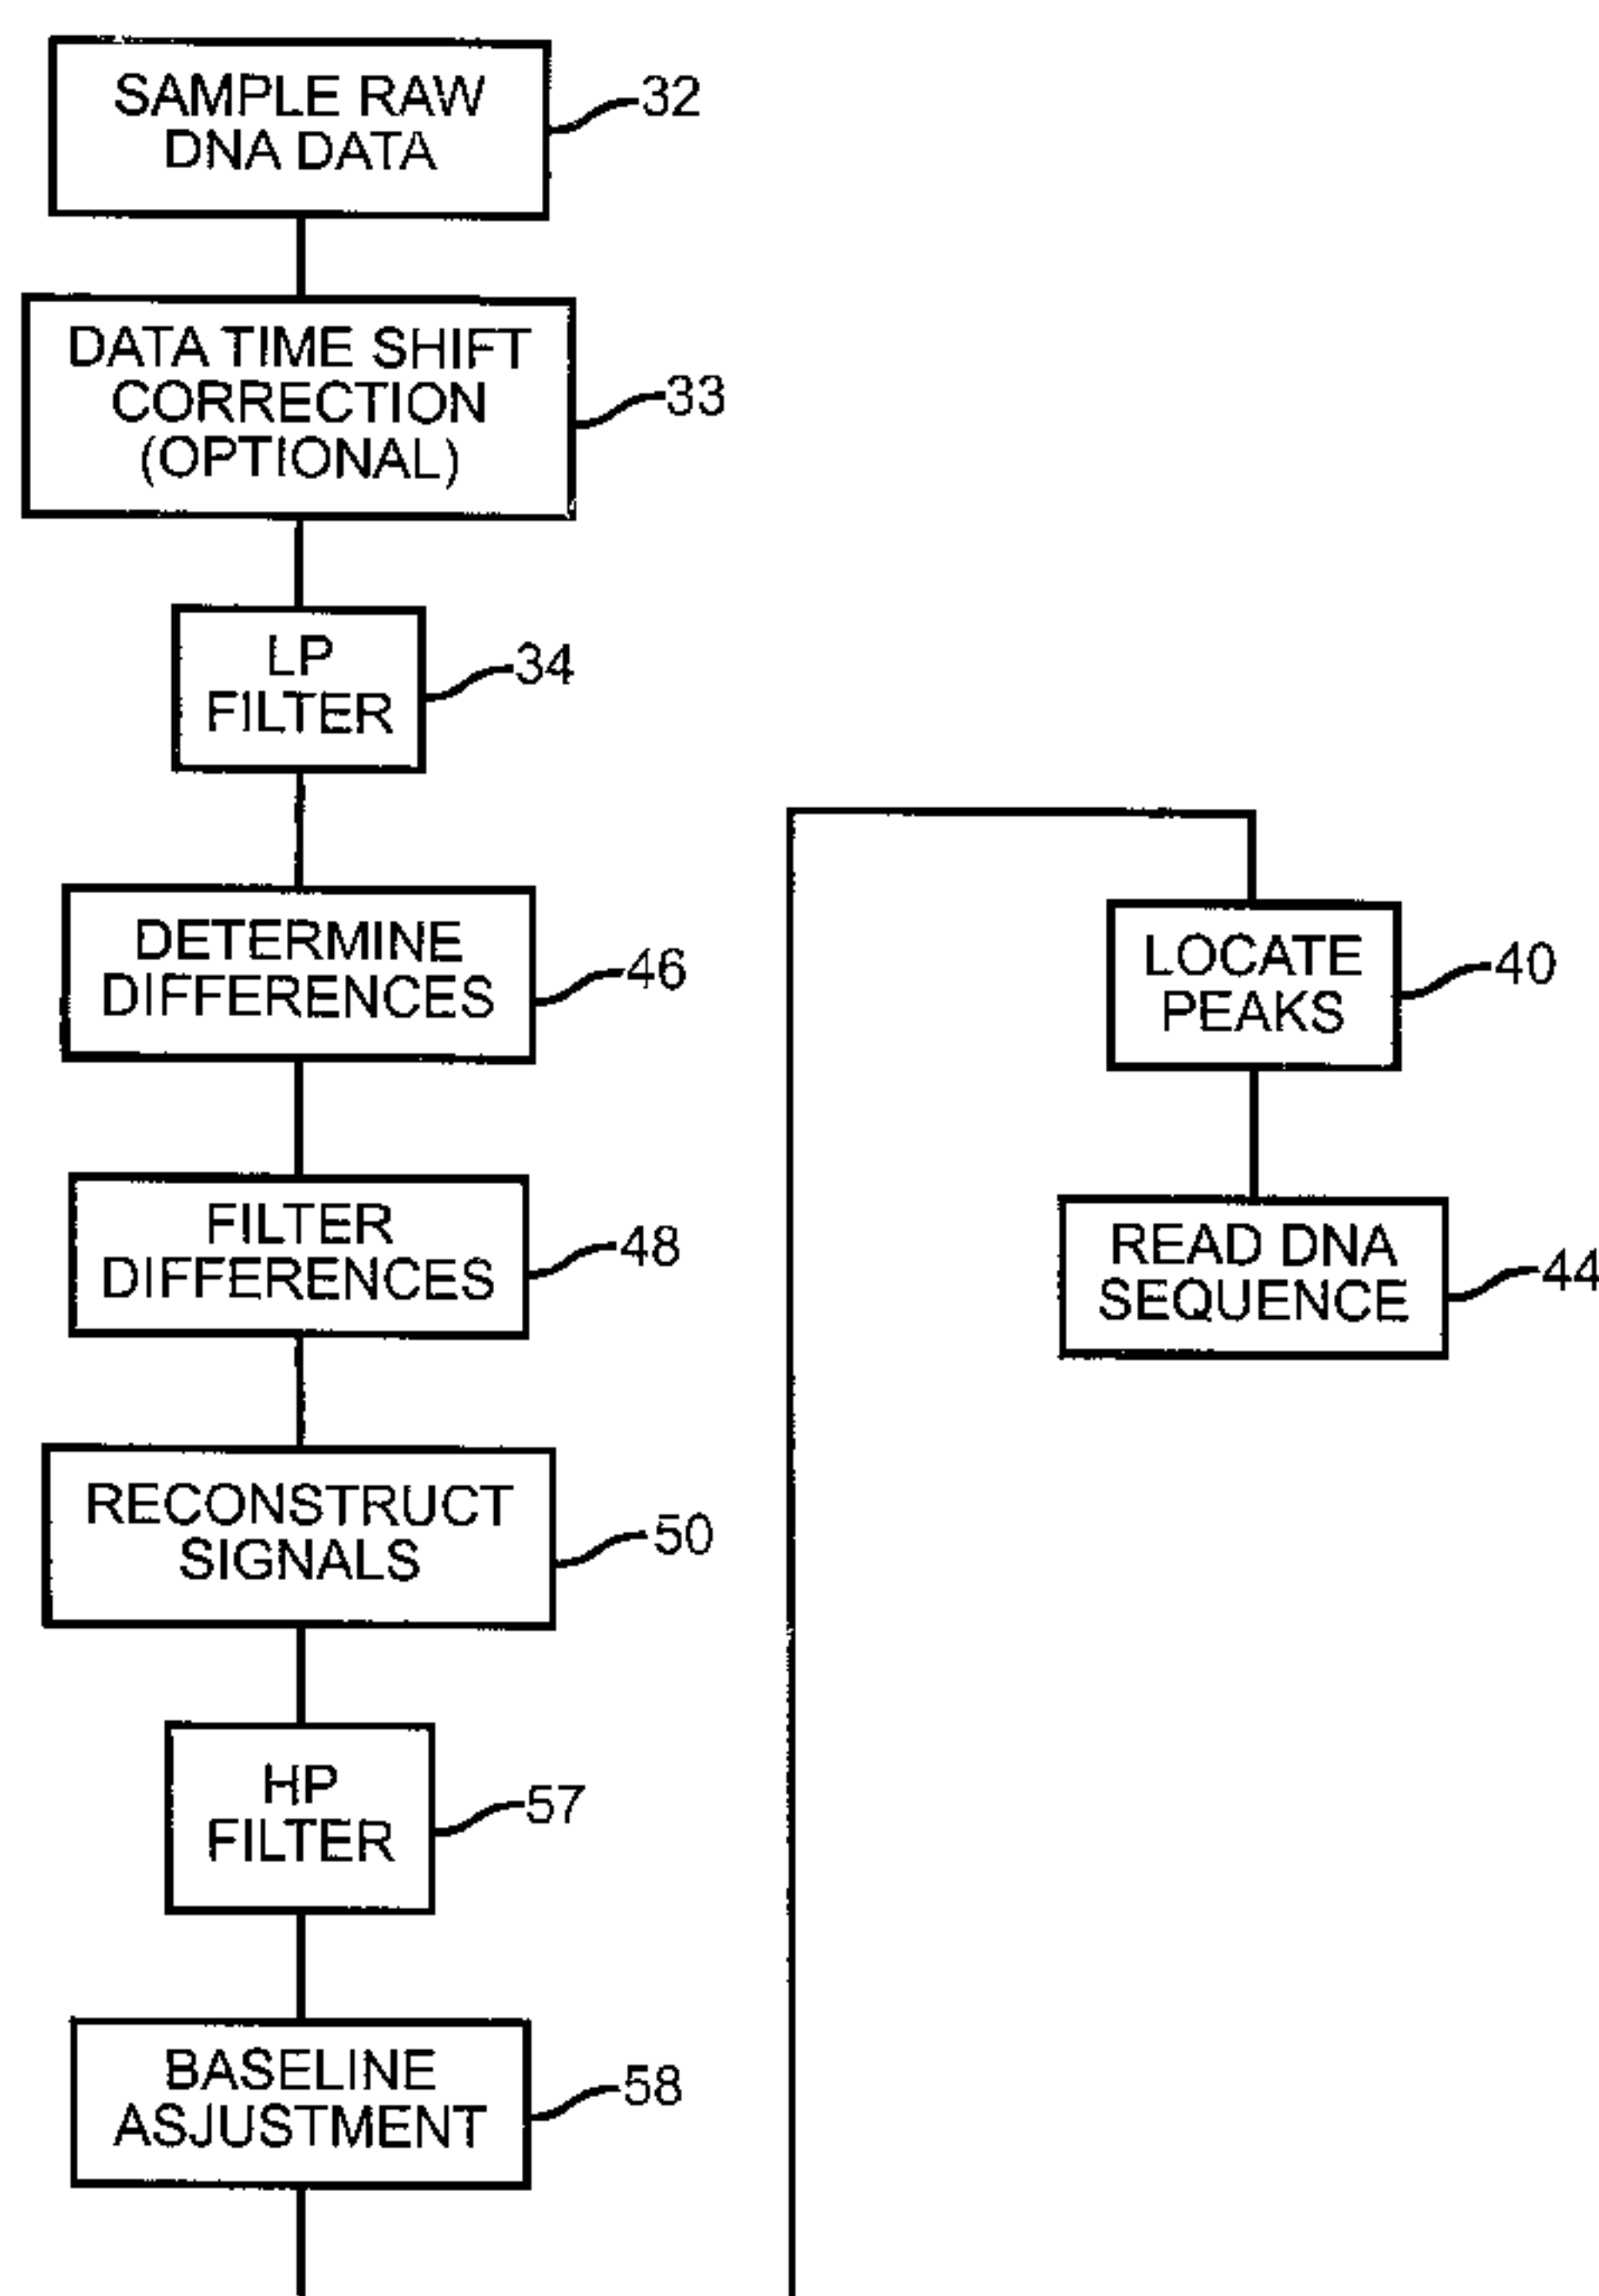 SAMPLE RAW
DNA DATA
32
DATA TIME SHIFT
CORRECTION
(OPTIONAL)
33
LP
FILTER
34
DETERMINE
DIFFERENCES
46
FILTER
DIFFERENCES
48
RECONSTRUCT
SIGNALS
50
HP
FILTER
57
BASELINE
ASJUSTMENT
58
LOCATE
PEAKS
40
READ DNA
SEQUENCE
44